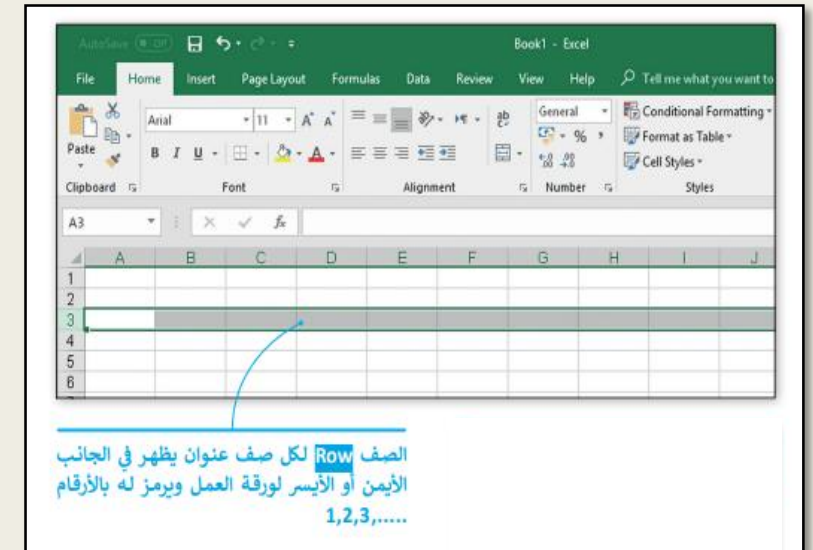 AutoSave Off Book1 - Excel
File Home Insert Page Layout Formulas Data Review View Help Tell me what you want to
Arial 11 A A ab General Conditional Formatting
Paste B I U A % , Format as Table
Cell Styles
Clipboard Font Alignment Number Styles
A3 fx
A B C D E F G H I J
1
2
3
4
5
6
الصف Row لكل صف عنوان يظهر في الجانب
الأيمن أو الأيسر لورقة العمل ويرمز له بالأرقام
1,2,3,.....